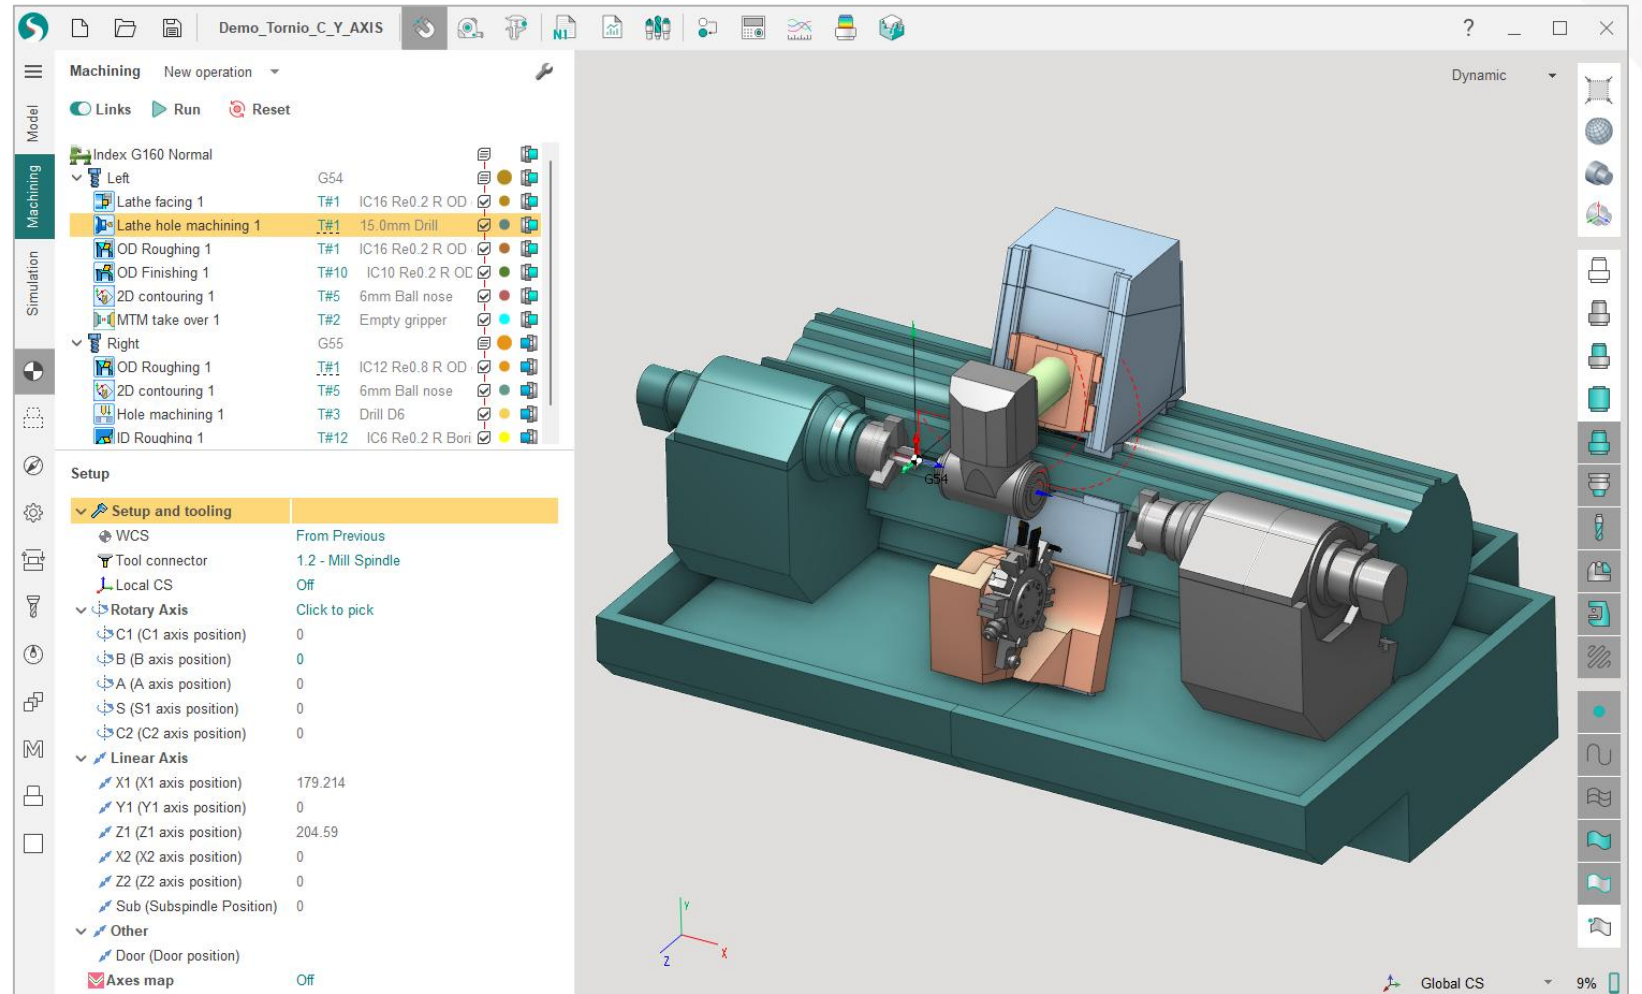 Demo_Tornio_C_Y_AXIS
N1
?
Machining New operation
Links Run Reset
Model
Machining
Simulation
Index G160 Normal
Left G54
Lathe facing 1 T#1 IC16 Re0.2 R OD
Lathe hole machining 1 T#1 15.0mm Drill
OD Roughing 1 T#1 IC16 Re0.2 R OD
OD Finishing 1 T#10 IC10 Re0.2 R OD
2D contouring 1 T#5 6mm Ball nose
MTM take over 1 T#2 Empty gripper
Right G55
OD Roughing 1 T#1 IC12 Re0.8 R OD
2D contouring 1 T#5 6mm Ball nose
Hole machining 1 T#3 Drill D6
ID Roughing 1 T#12 IC6 Re0.2 R Bori
Setup
Setup and tooling
WCS From Previous
Tool connector 1.2 - Mill Spindle
Local CS Off
Rotary Axis Click to pick
C1 (C1 axis position) 0
B (B axis position) 0
A (A axis position) 0
S (S1 axis position) 0
C2 (C2 axis position) 0
Linear Axis
X1 (X1 axis position) 179.214
Y1 (Y1 axis position) 0
Z1 (Z1 axis position) 204.59
X2 (X2 axis position) 0
Z2 (Z2 axis position) 0
Sub (Subspindle Position) 0
Other
Door (Door position)
Axes map Off
Dynamic
G54
Y
X
Z
Global CS 9%